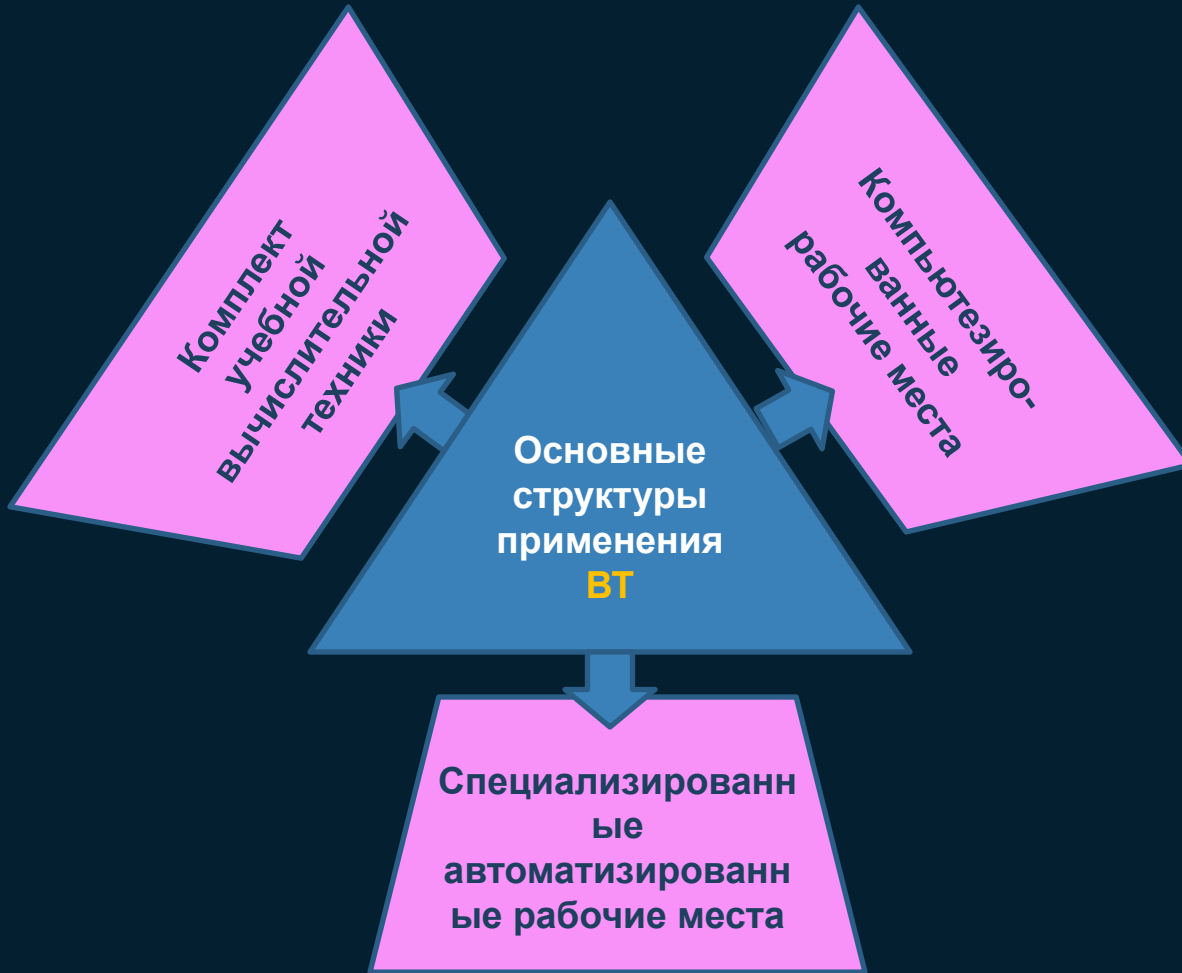 Комплект
учебной
вычислительной
техники
Компьютезиро-
ванные
рабочие места
Основные
структуры
применения
ВТ
Специализированн
ые
автоматизированн
ые рабочие места